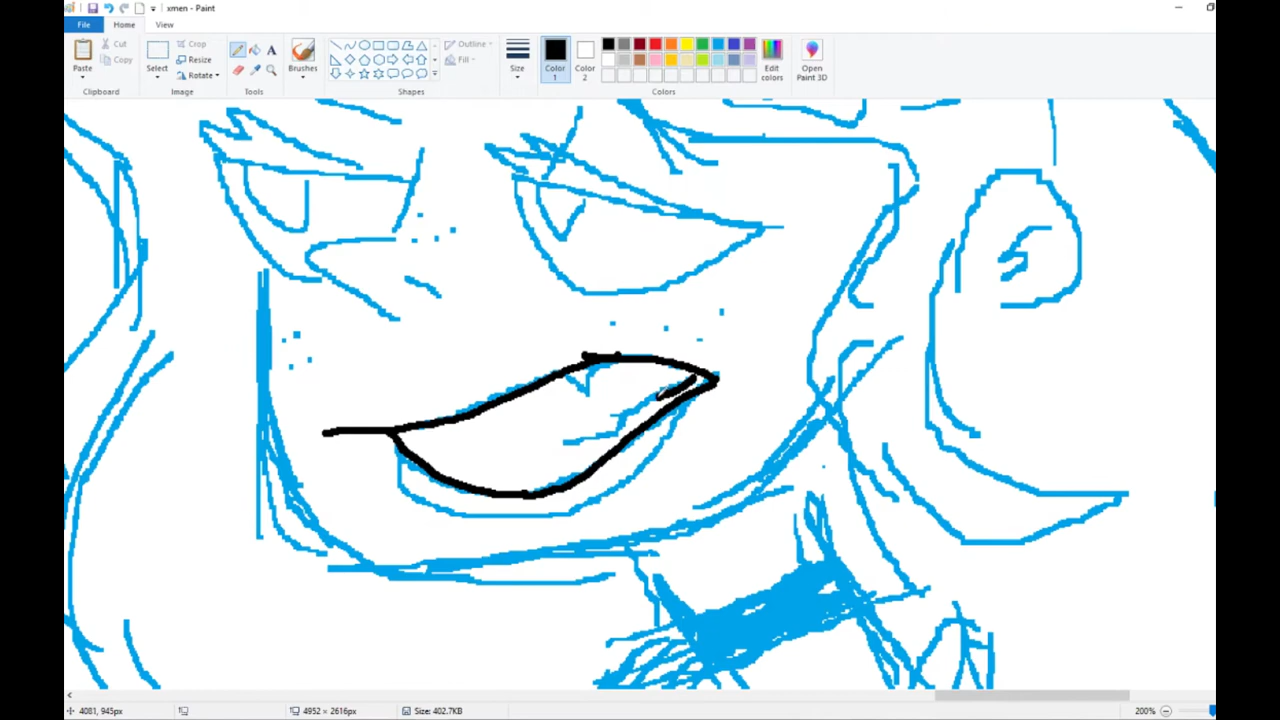 xmen - Paint
File Home View
Paste
Cut
Copy
Clipboard
Select
Crop
Resize
Rotate
Image
A
Tools
Brushes
Outline
Fill
Shapes
Size
Color 1
Color 2
Edit colors
Colors
Open Paint 3D
4081, 945px
4952 × 2616px
Size: 402.7KB
200%